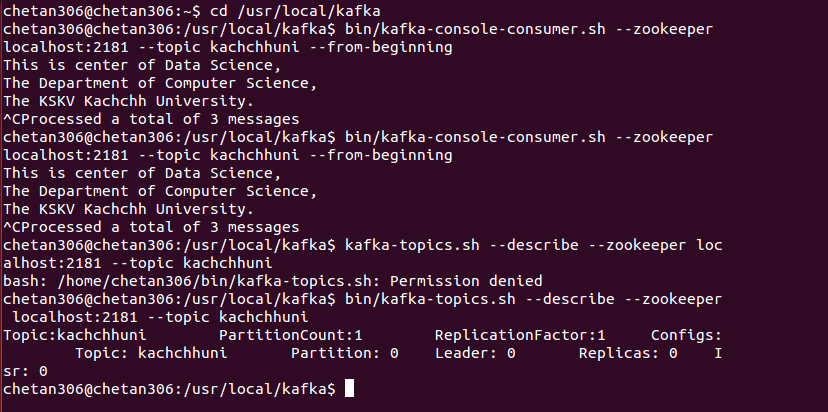 chetan306@chetan306:~$ cd /usr/local/kafka
chetan306@chetan306:/usr/local/kafka$ bin/kafka-console-consumer.sh --zookeeper
localhost:2181 --topic kachchhuni --from-beginning
This is center of Data Science,
The Department of Computer Science,
The KSKV Kachchh University.
^CProcessed a total of 3 messages
chetan306@chetan306:/usr/local/kafka$ bin/kafka-console-consumer.sh --zookeeper
localhost:2181 --topic kachchhuni --from-beginning
This is center of Data Science,
The Department of Computer Science,
The KSKV Kachchh University.
^CProcessed a total of 3 messages
chetan306@chetan306:/usr/local/kafka$ kafka-topics.sh --describe --zookeeper loc
alhost:2181 --topic kachchhuni
bash: /home/chetan306/bin/kafka-topics.sh: Permission denied
chetan306@chetan306:/usr/local/kafka$ bin/kafka-topics.sh --describe --zookeeper
 localhost:2181 --topic kachchhuni
Topic:kachchhuni        PartitionCount:1        ReplicationFactor:1     Configs:
        Topic: kachchhuni       Partition: 0    Leader: 0       Replicas: 0    I
sr: 0
chetan306@chetan306:/usr/local/kafka$